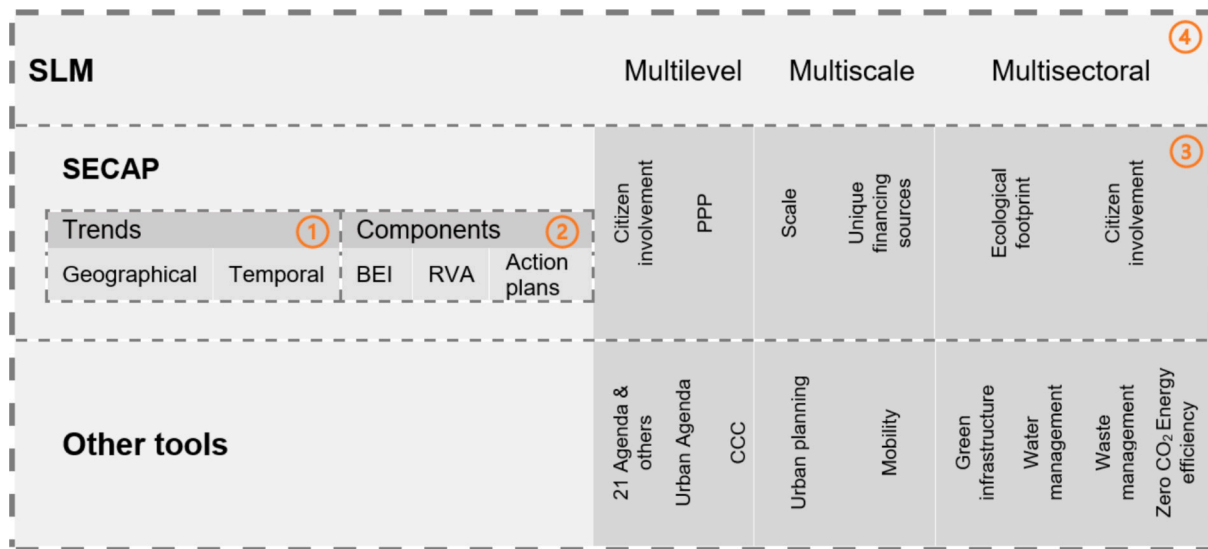 4
SLM
Multilevel
Multiscale
Multisectoral
3
SECAP
Citizen
involvement
PPP
Scale
Unique
financing
sources
Ecological
footprint
Citizen
involvement
Trends
1
Components
2
Geographical
Temporal
BEI
RVA
Action
plans
Other tools
21 Agenda &
others
Urban Agenda
CCC
Urban planning
Mobility
Green
infrastructure
Water
management
Waste
management
Zero CO₂ Energy
efficiency